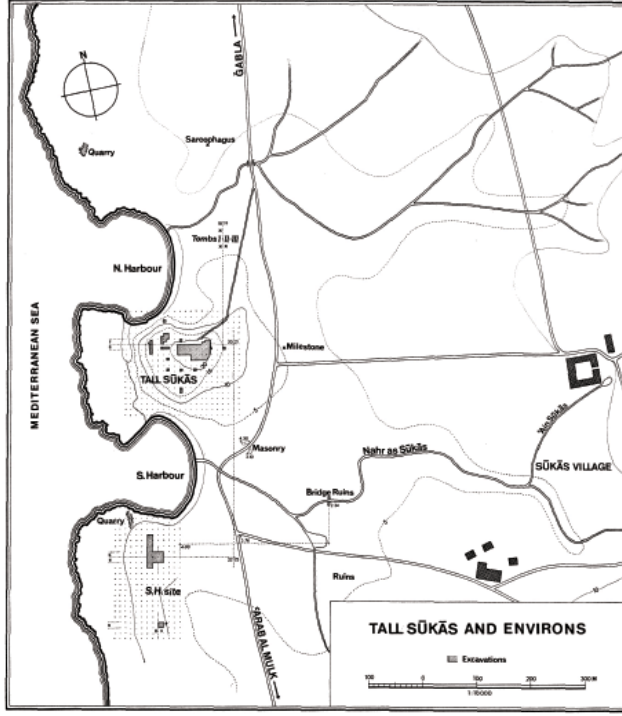 N
ĞABLA
Sarcophagus
Quarry
Tombs I-II-III
N. Harbour
MEDITERRANEAN SEA
Milestone
TALL SŪKĀS
'Ain Sūkās
Masonry
Nahr as Sūkās
SŪKĀS VILLAGE
S. Harbour
Bridge Ruins
Quarry
S.H. site
Ruins
'ARAB AL MULK
TALL SŪKĀS AND ENVIRONS
Excavations
100 0 100 200 300 M